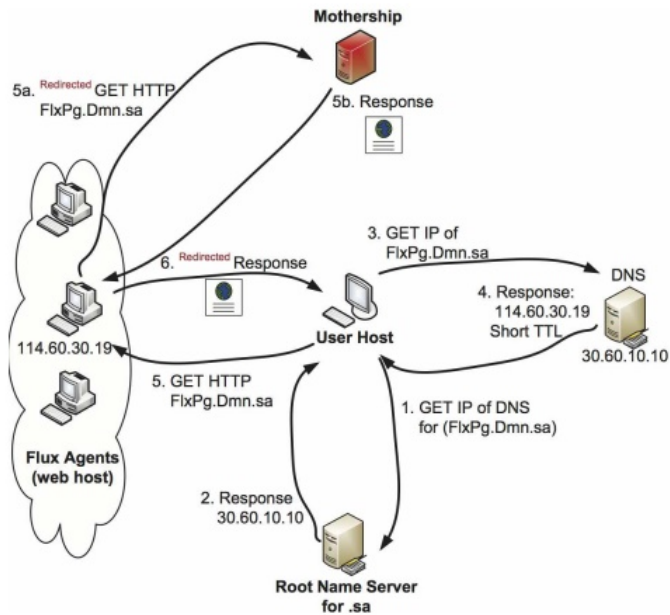 Mothership
5a. Redirected GET HTTP
FlxPg.Dmn.sa
5b. Response
3. GET IP of
FlxPg.Dmn.sa
6. Redirected Response
DNS
4. Response:
114.60.30.19
Short TTL
User Host
30.60.10.10
114.60.30.19
5. GET HTTP
FlxPg.Dmn.sa
1. GET IP of DNS
for (FlxPg.Dmn.sa)
Flux Agents
(web host)
2. Response
30.60.10.10
Root Name Server
for .sa